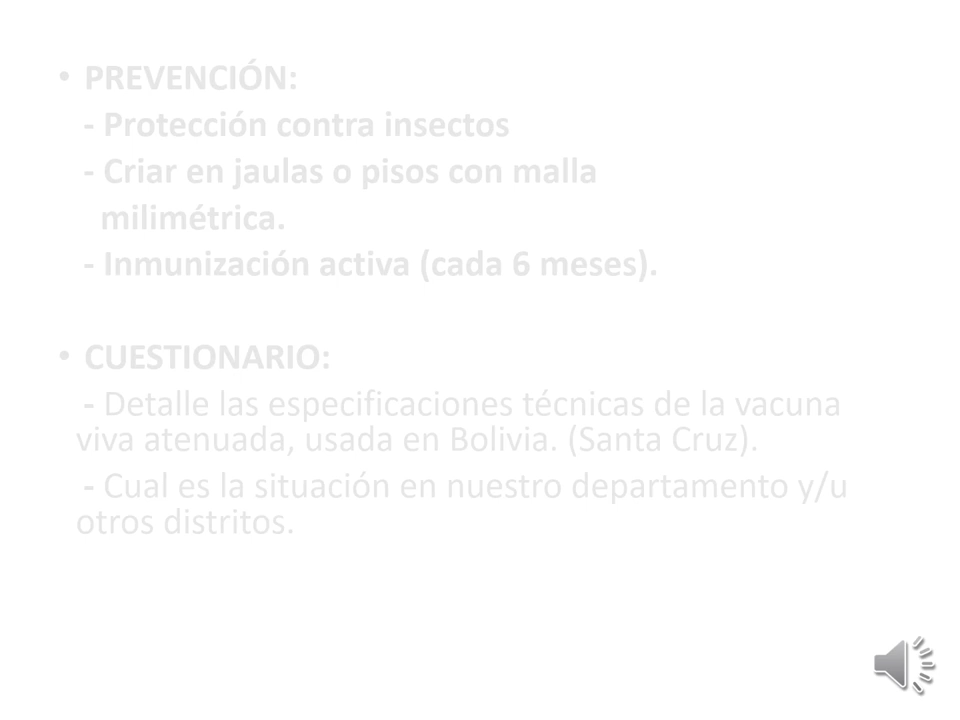 • PREVENCIÓN:
- Protección contra insectos
- Criar en jaulas o pisos con malla
milimétrica.
- Inmunización activa (cada 6 meses).
• CUESTIONARIO:
- Detalle las especificaciones técnicas de la vacuna
viva atenuada, usada en Bolivia. (Santa Cruz).
- Cual es la situación en nuestro departamento y/u
otros distritos.